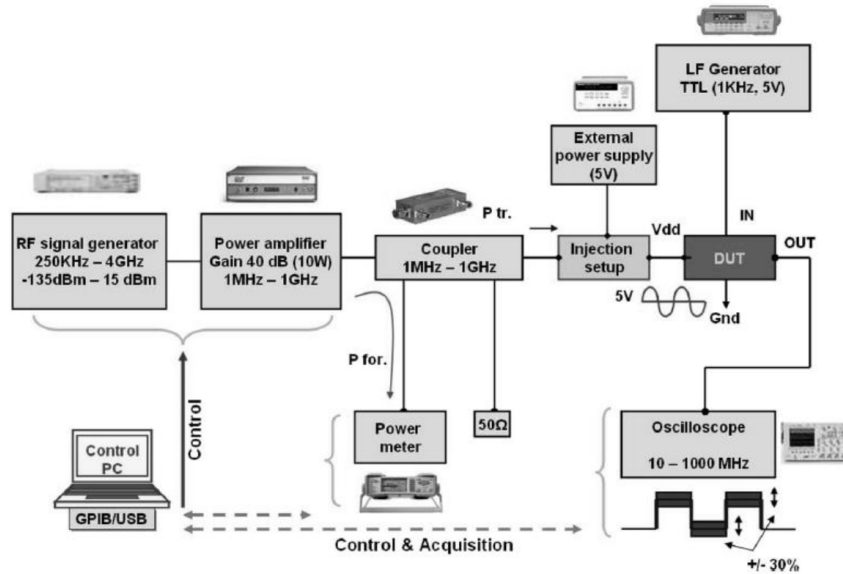 LF Generator
TTL (1KHz, 5V)
External
power supply
(5V)
RF signal generator
250KHz – 4GHz
-135dBm – 15 dBm
Power amplifier
Gain 40 dB (10W)
1MHz – 1GHz
P tr.
Coupler
1MHz – 1GHz
Injection
setup
Vdd
IN
DUT
OUT
5V
Gnd
P for.
Control
Control
PC
GPIB/USB
Power
meter
50Ω
Oscilloscope
10 – 1000 MHz
Control & Acquisition
+/- 30%